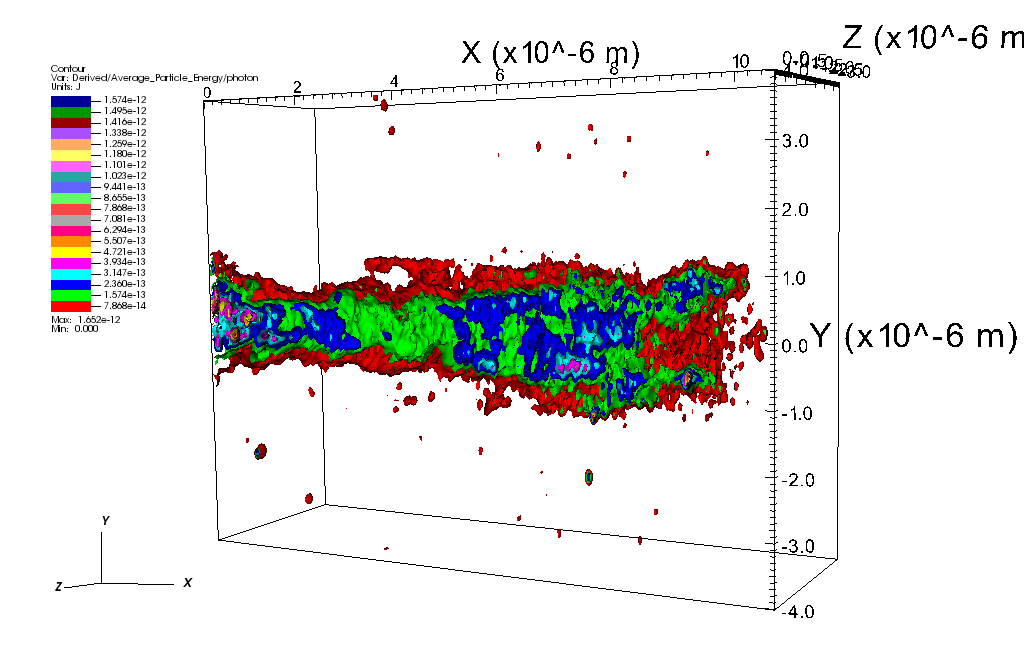 Z (x10^-6 m
X (x10^-6 m)
Contour
Var: Derived/Average_Particle_Energy/photon
Units: J
1.574e-12
1.495e-12
1.416e-12
1.338e-12
1.259e-12
1.180e-12
1.101e-12
1.023e-12
9.441e-13
8.655e-13
7.868e-13
7.081e-13
6.294e-13
5.507e-13
4.721e-13
3.934e-13
3.147e-13
2.360e-13
1.574e-13
7.868e-14
Max: 1.652e-12
Min: 0.000
0 2 4 6 8 10
3.0
2.0
1.0
0.0 Y (x10^-6 m)
-1.0
-2.0
-3.0
-4.0
Y
Z X